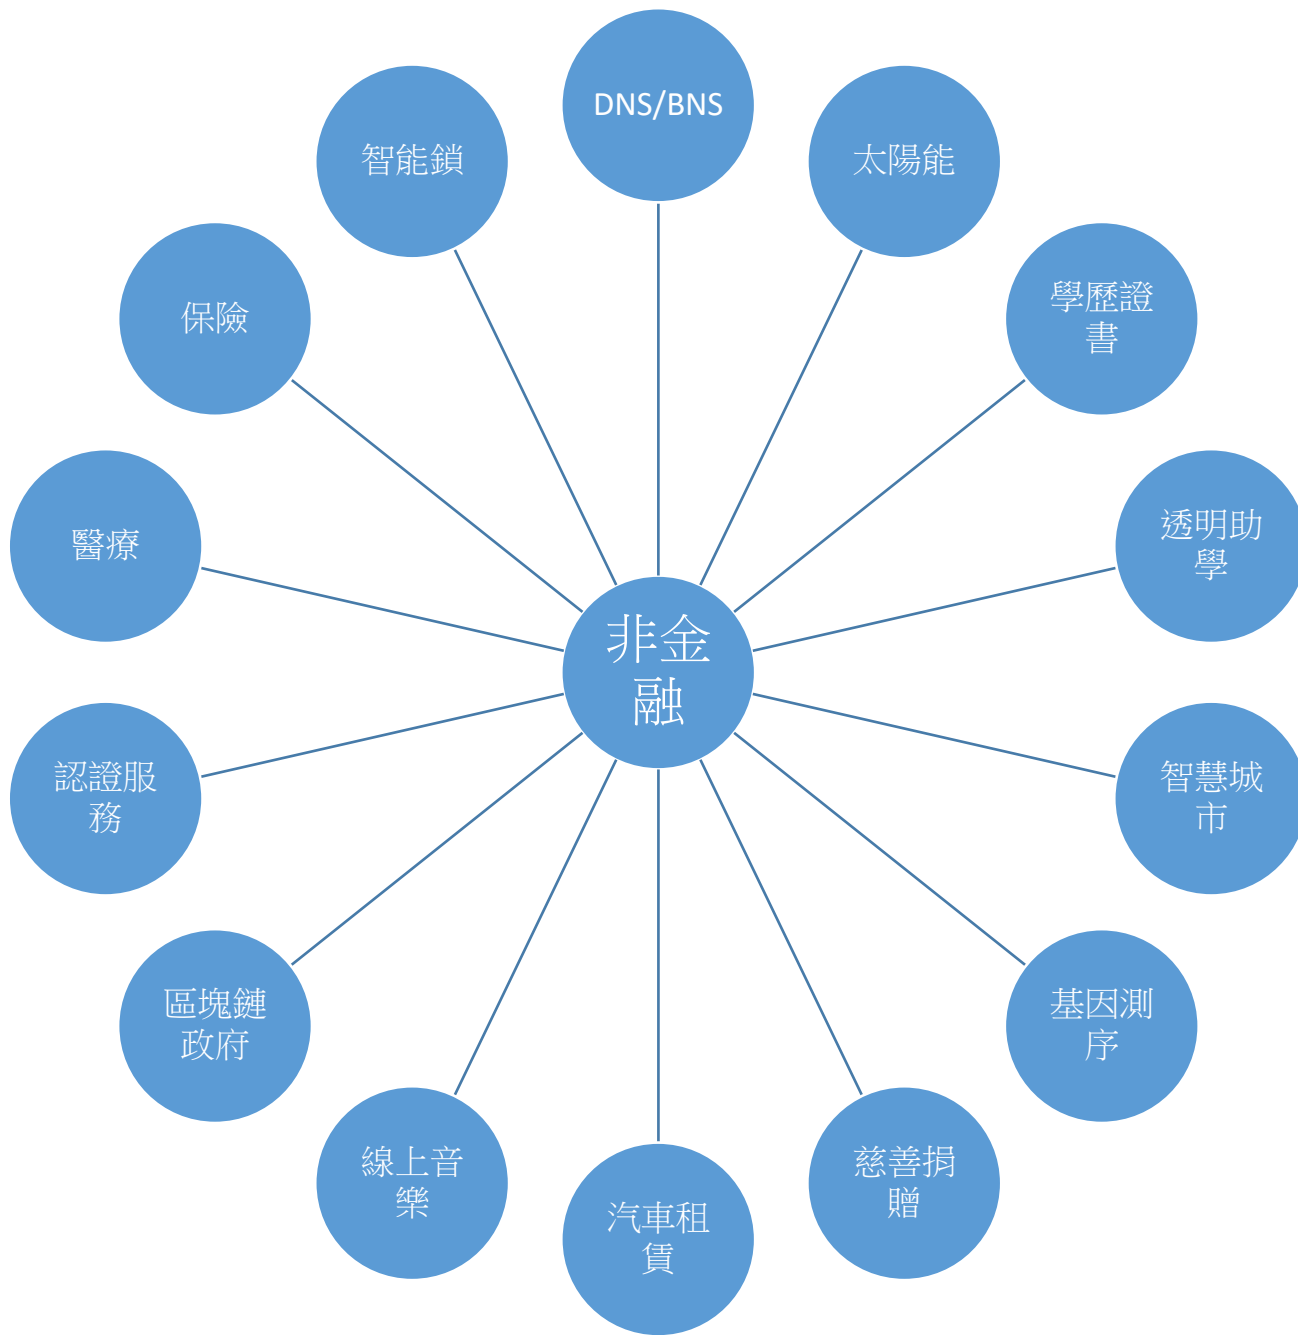 DNS/BNS
太陽能
學歷證
書
透明助
學
智慧城
市
基因測
序
慈善捐
贈
汽車租
賃
線上音
樂
區塊鏈
政府
認證服
務
醫療
保險
智能鎖
非金
融